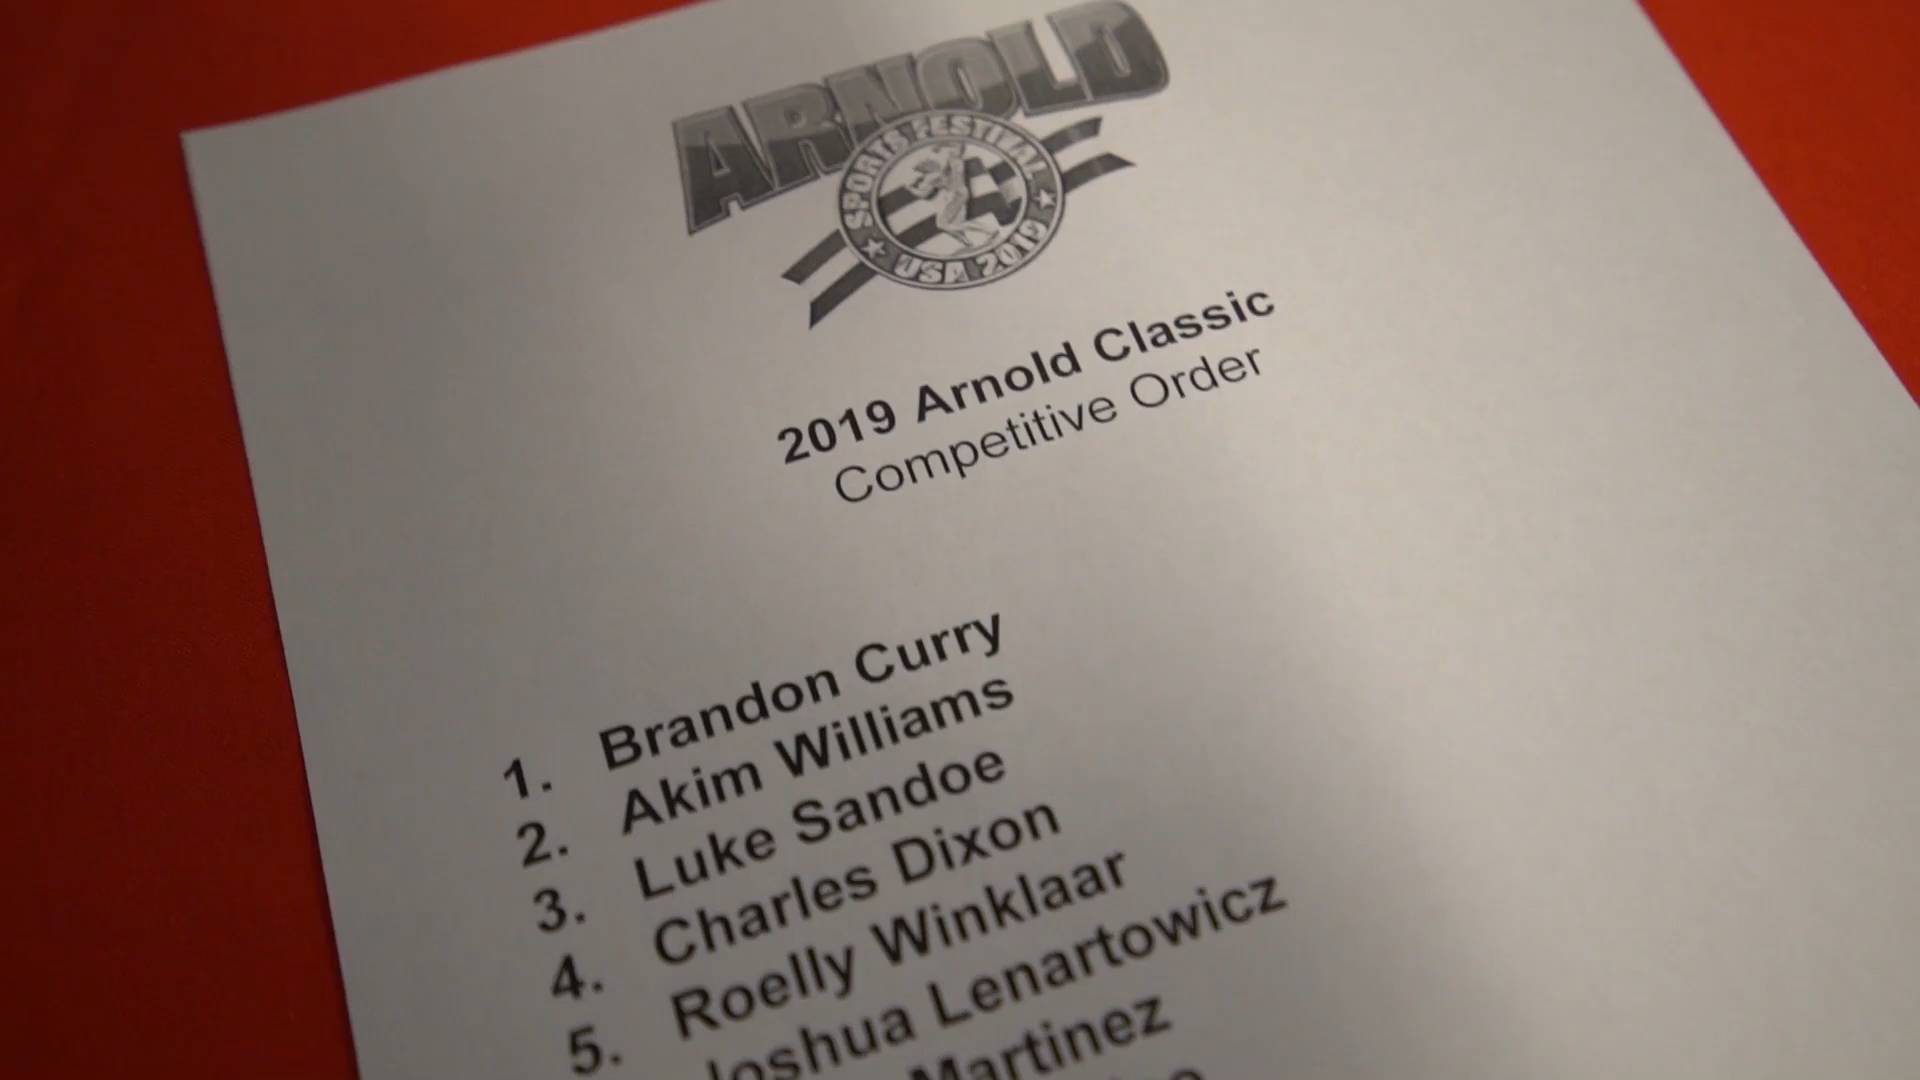 ARNOLD
SPORTS FESTIVAL
USA 2019
2019 Arnold Classic
Competitive Order
1. Brandon Curry
2. Akim Williams
3. Luke Sandoe
4. Charles Dixon
5. Roelly Winklaar
Joshua Lenartowicz
Martinez